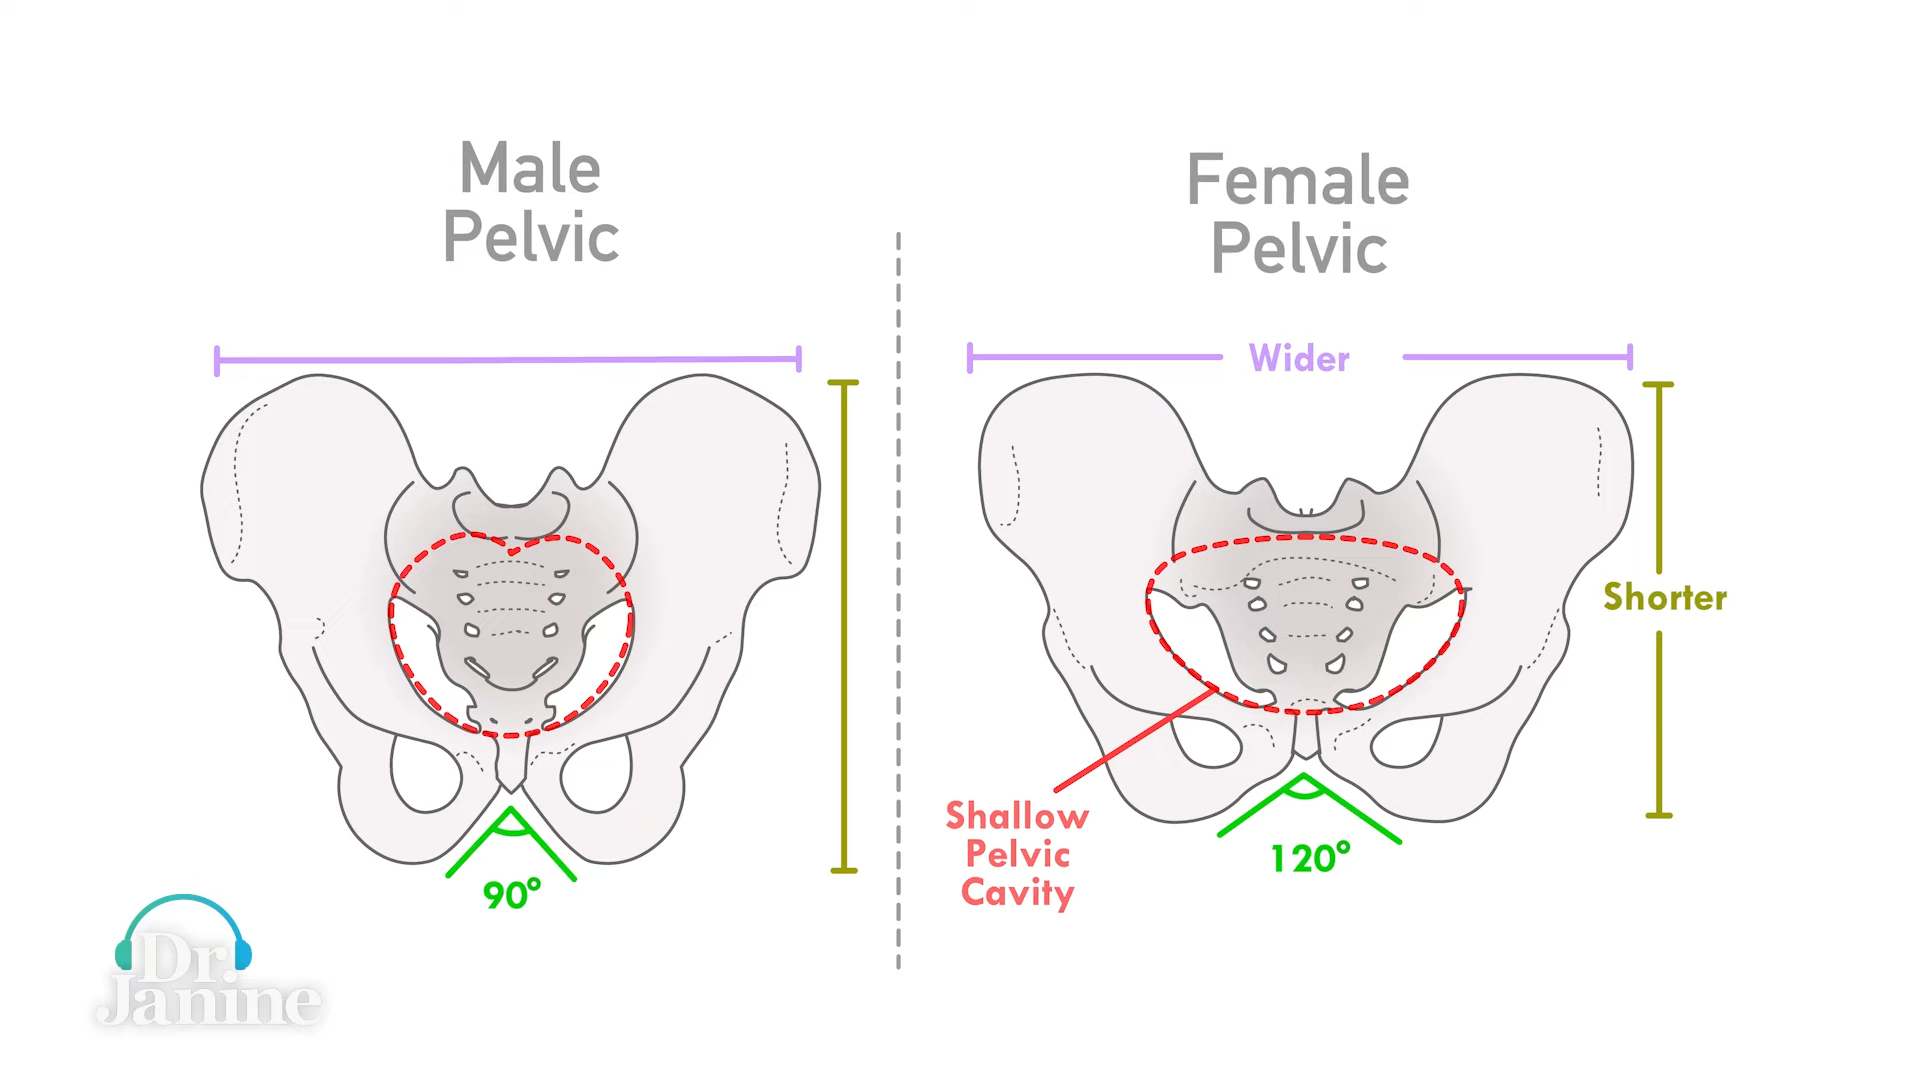 Male
Pelvic
Female
Pelvic
Wider
Shorter
Shallow
Pelvic
Cavity
90°
120°
Dr.
Janine